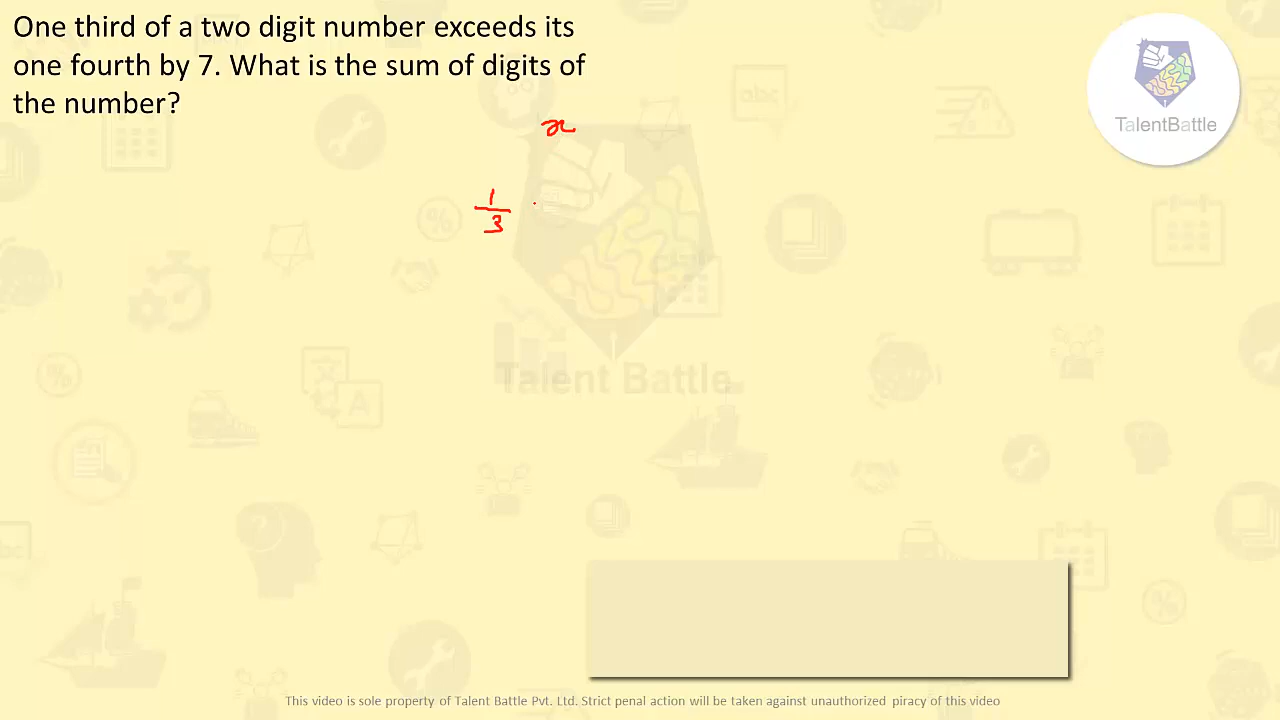 One third of a two digit number exceeds its
one fourth by 7. What is the sum of digits of
the number?
TalentBattle
x
1
3
Talent Battle
This video is sole property of Talent Battle Pvt. Ltd. Strict penal action will be taken against unauthorized piracy of this video